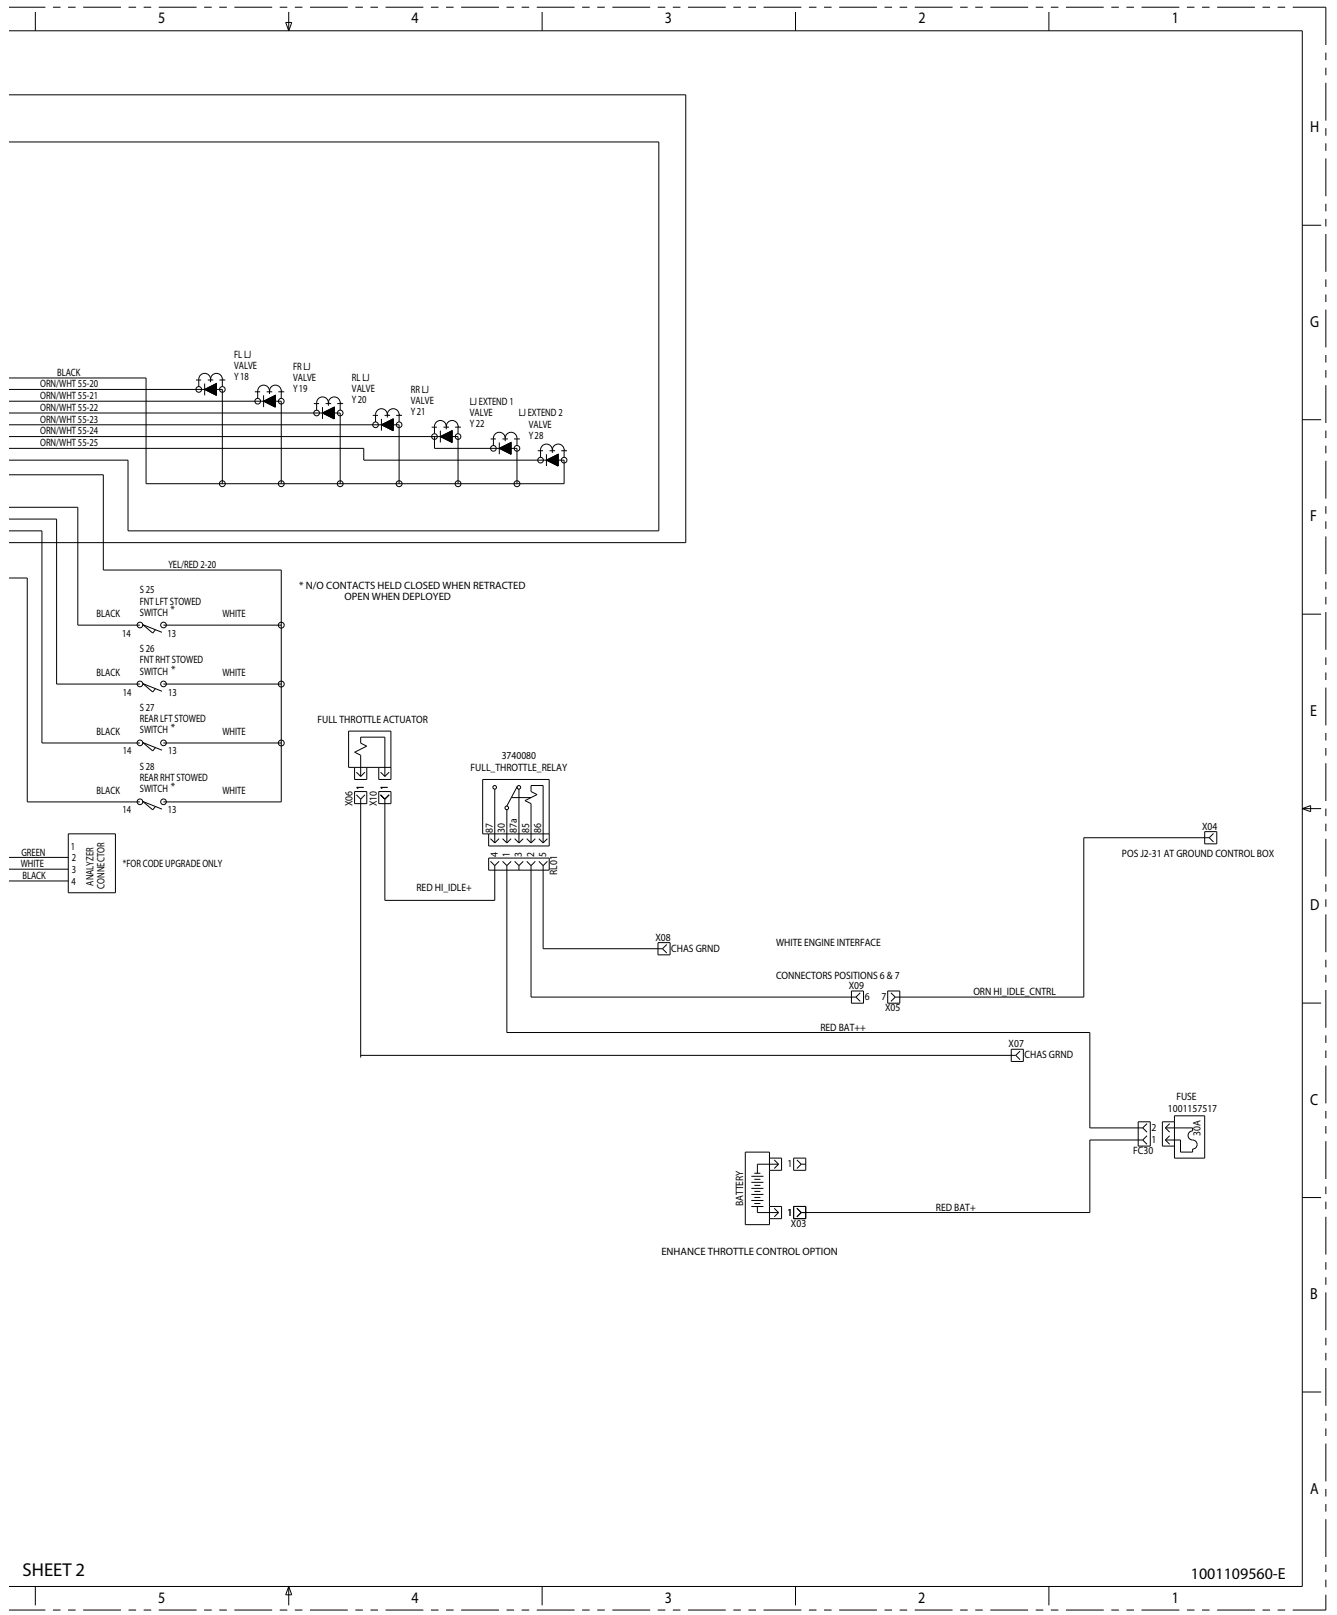 5 4 3 2 1
H
G
FL LJ
VALVE
Y 18
FR LJ
VALVE
Y 19
RL LJ
VALVE
Y 20
RR LJ
VALVE
Y 21
LJ EXTEND 1
VALVE
Y 22
LJ EXTEND 2
VALVE
Y 28
BLACK
ORN/WHT 55-20
ORN/WHT 55-21
ORN/WHT 55-22
ORN/WHT 55-23
ORN/WHT 55-24
ORN/WHT 55-25
F
YEL/RED 2-20
* N/O CONTACTS HELD CLOSED WHEN RETRACTED
OPEN WHEN DEPLOYED
S 25
FNT LFT STOWED
SWITCH *
BLACK WHITE
14 13
S 26
FNT RHT STOWED
SWITCH *
BLACK WHITE
14 13
S 27
REAR LFT STOWED
SWITCH *
BLACK WHITE
14 13
S 28
REAR RHT STOWED
SWITCH *
BLACK WHITE
14 13
E
FULL THROTTLE ACTUATOR
X06 1 X10 1
3740080
FULL_THROTTLE_RELAY
87 30 87a 85 86
4 1 3 2 5
RL01
GREEN
WHITE
BLACK
1
2
3
4
ANALYZER
CONNECTOR
*FOR CODE UPGRADE ONLY
RED HI_IDLE+
X04
POS J2-31 AT GROUND CONTROL BOX
D
X08
CHAS GRND
WHITE ENGINE INTERFACE
CONNECTORS POSITIONS 6 & 7
X09
6 7
X05
ORN HI_IDLE_CNTRL
RED BAT++
X07
CHAS GRND
C
FUSE
1001157517
30A
2
1
FC30
BATTERY
1
1
X03
RED BAT+
ENHANCE THROTTLE CONTROL OPTION
B
A
SHEET 2
1001109560-E
5 4 3 2 1